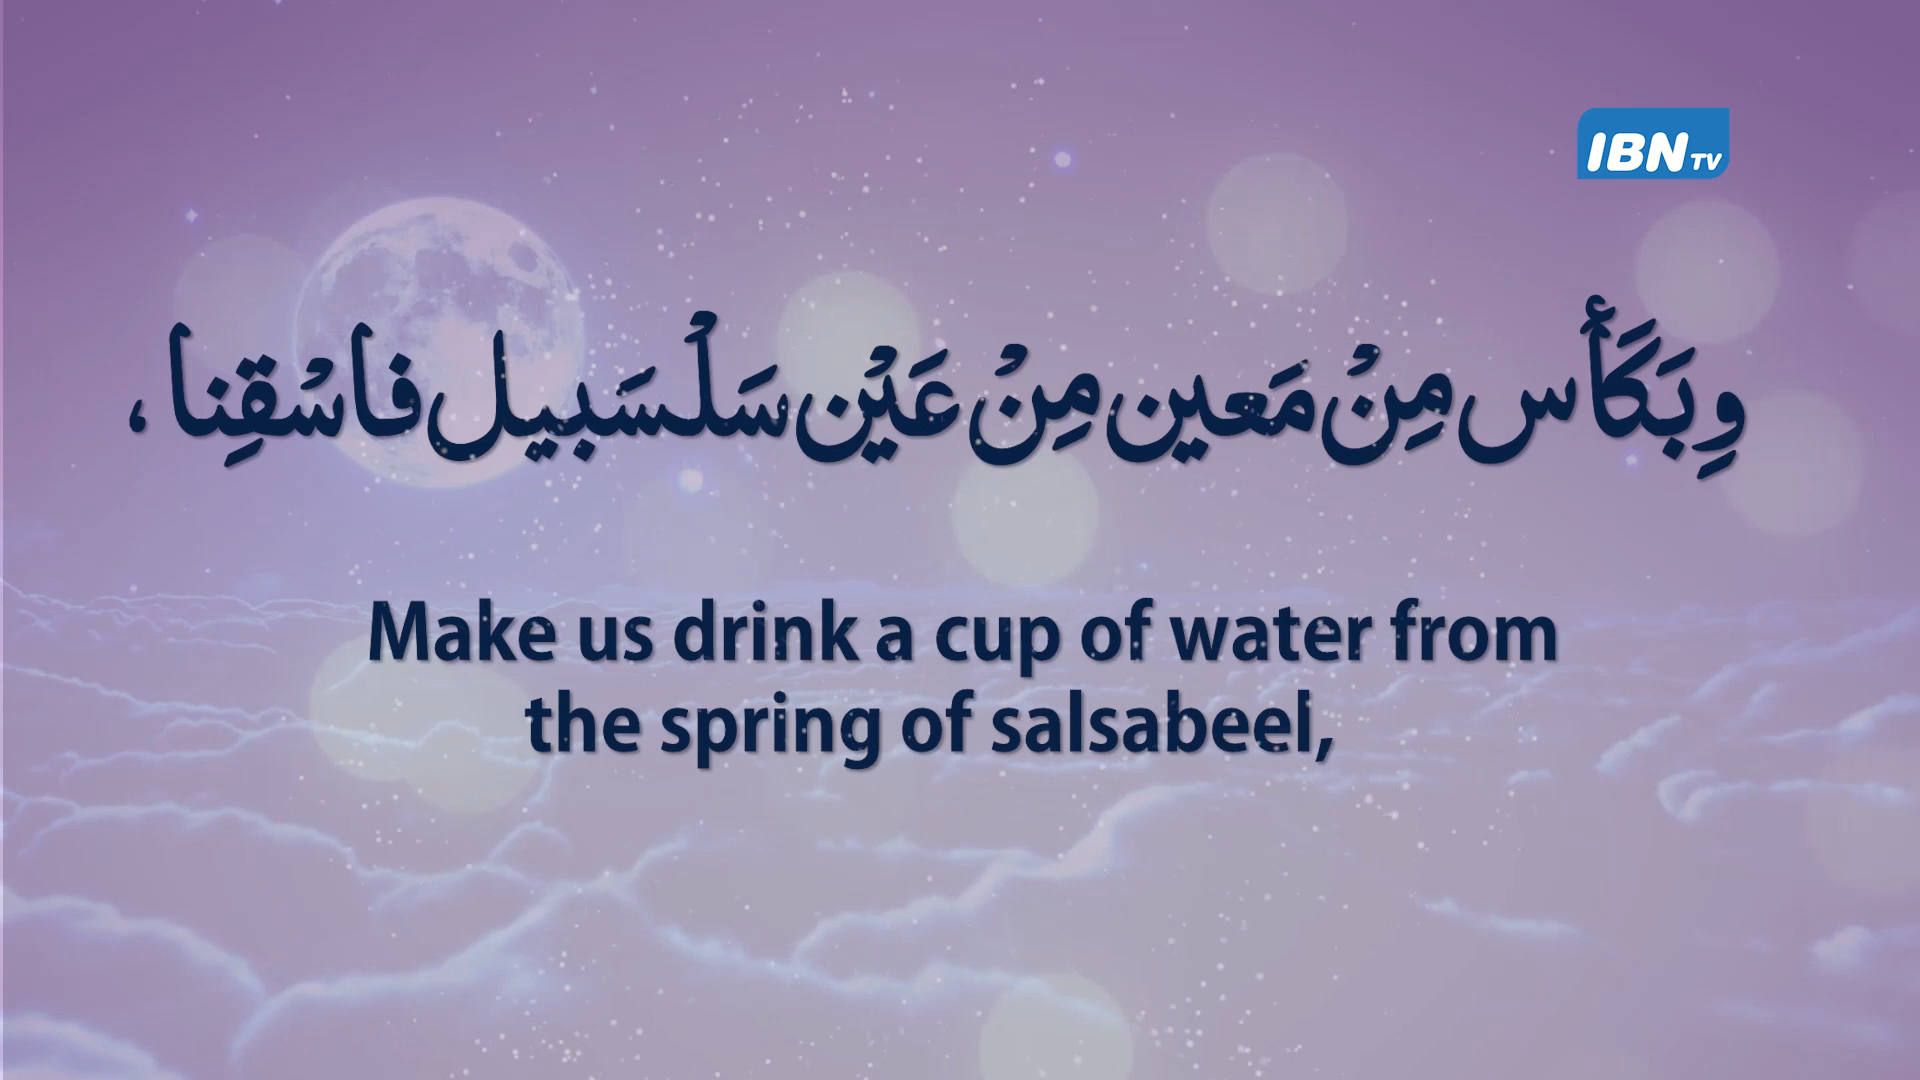 IBN TV
وِبَكَأْس مِنْ مَعين مِنْ عَيْن سَلْسَبيل فاسْقِنا ،
Make us drink a cup of water from
the spring of salsabeel,